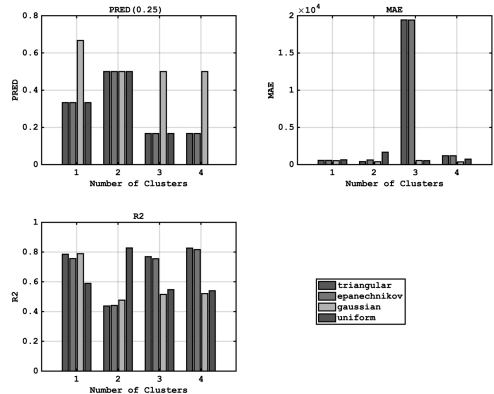 PRED(0.25)
0.8
0.6
0.4
0.2
0
PRED
1 2 3 4
Number of Clusters
MAE
×10^4
2
1.5
1
0.5
0
MAE
1 2 3 4
Number of Clusters
R2
1
0.8
0.6
0.4
0.2
0
R2
1 2 3 4
Number of Clusters
triangular
epanechnikov
gaussian
uniform